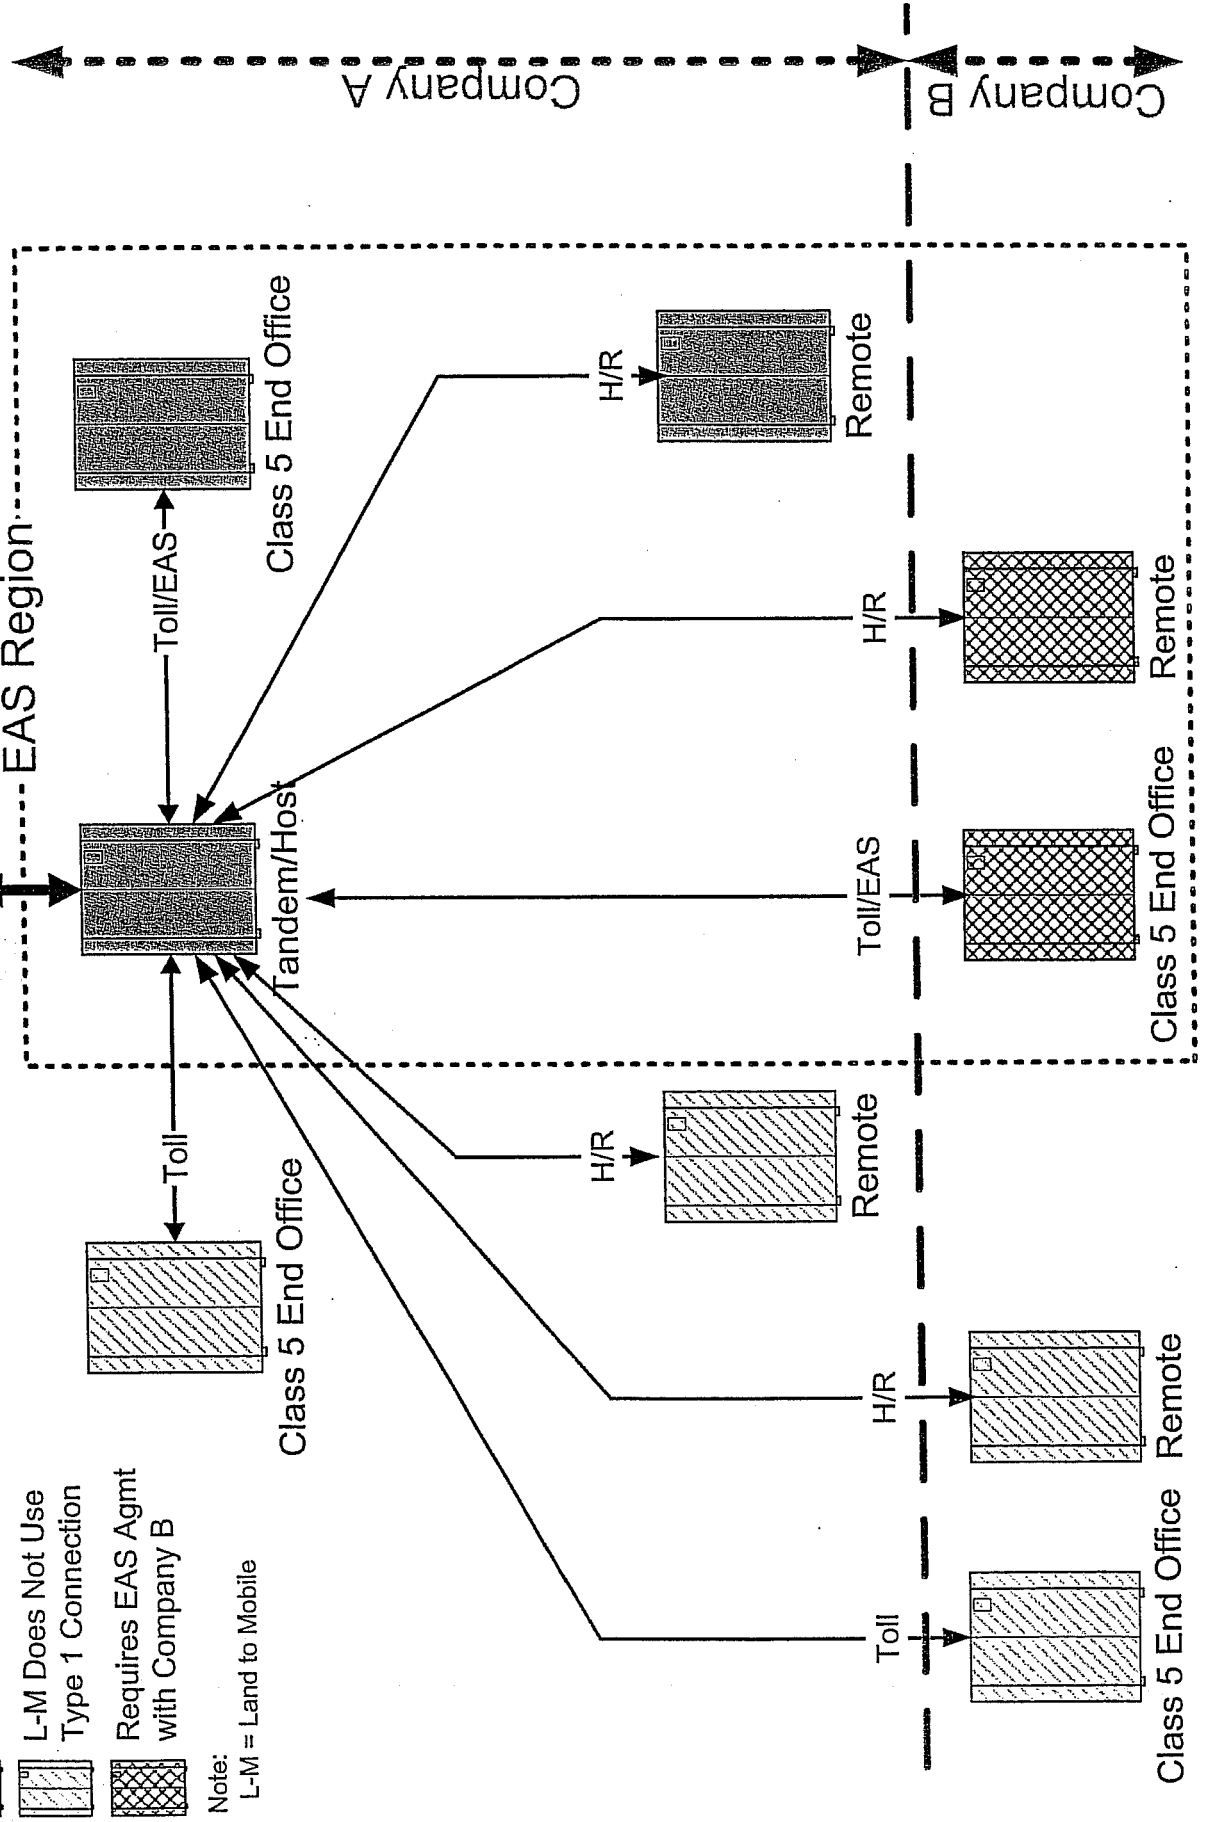 EAS Region
Toll
Toll/EAS
Class 5 End Office
Tandem/Host
Class 5 End Office
H/R
Remote
H/R
Remote
Toll
H/R
Toll/EAS
H/R
Class 5 End Office
Remote
Class 5 End Office
Remote
Company A
Company B
L-M Does Not Use
Type 1 Connection
Requires EAS Agmt
with Company B
Note:
L-M = Land to Mobile